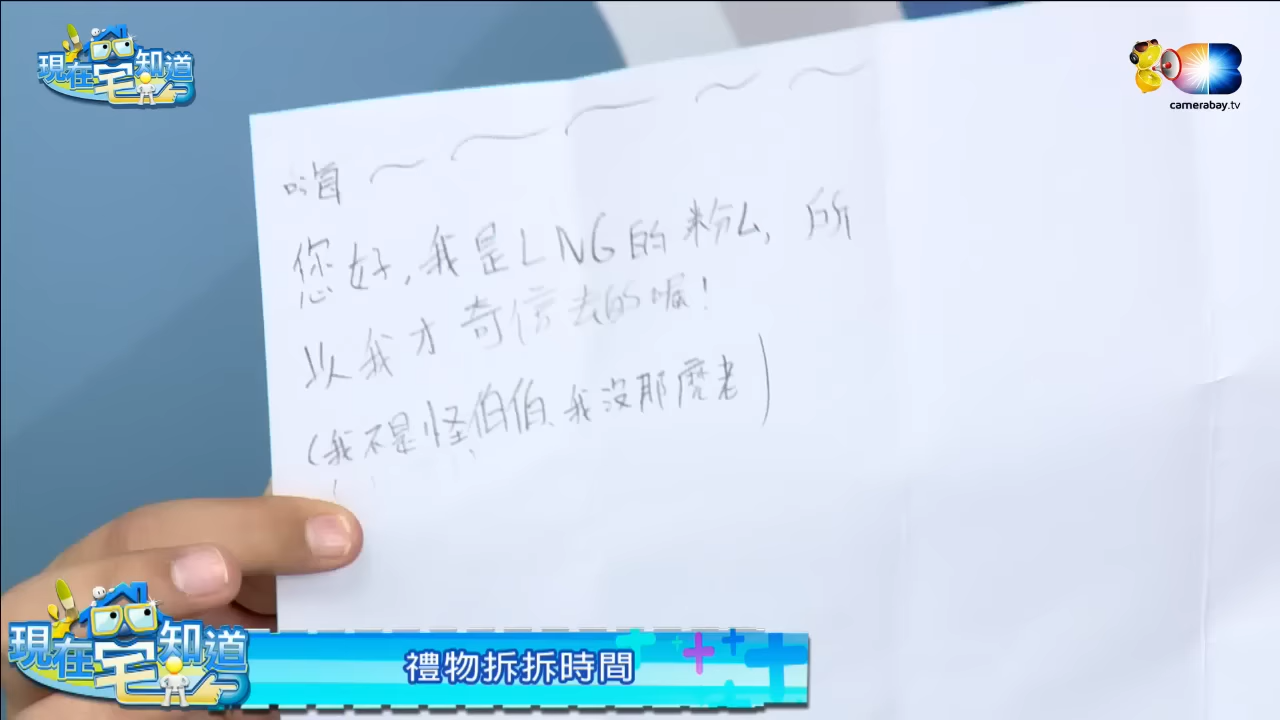 現在宅知道
camerabay.tv
嗨
您好,我是LNG的粉ㄙ, 所
以我才寄信去的喔!
(我不是怪伯伯、我沒那麼老)
現在宅知道
禮物拆拆時間